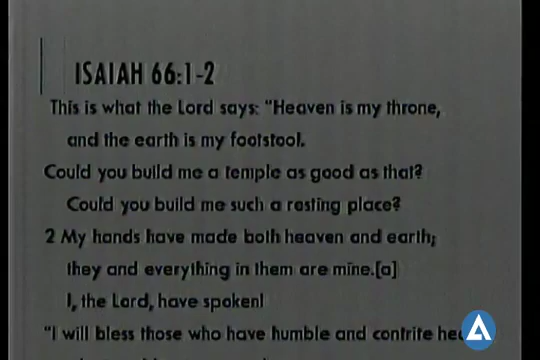 ISAIAH 66:1-2
This is what the Lord says: "Heaven is my throne,
and the earth is my footstool.
Could you build me a temple as good as that?
Could you build me such a resting place?
2 My hands have made both heaven and earth;
they and everything in them are mine.[a]
I, the Lord, have spoken!
"I will bless those who have humble and contrite